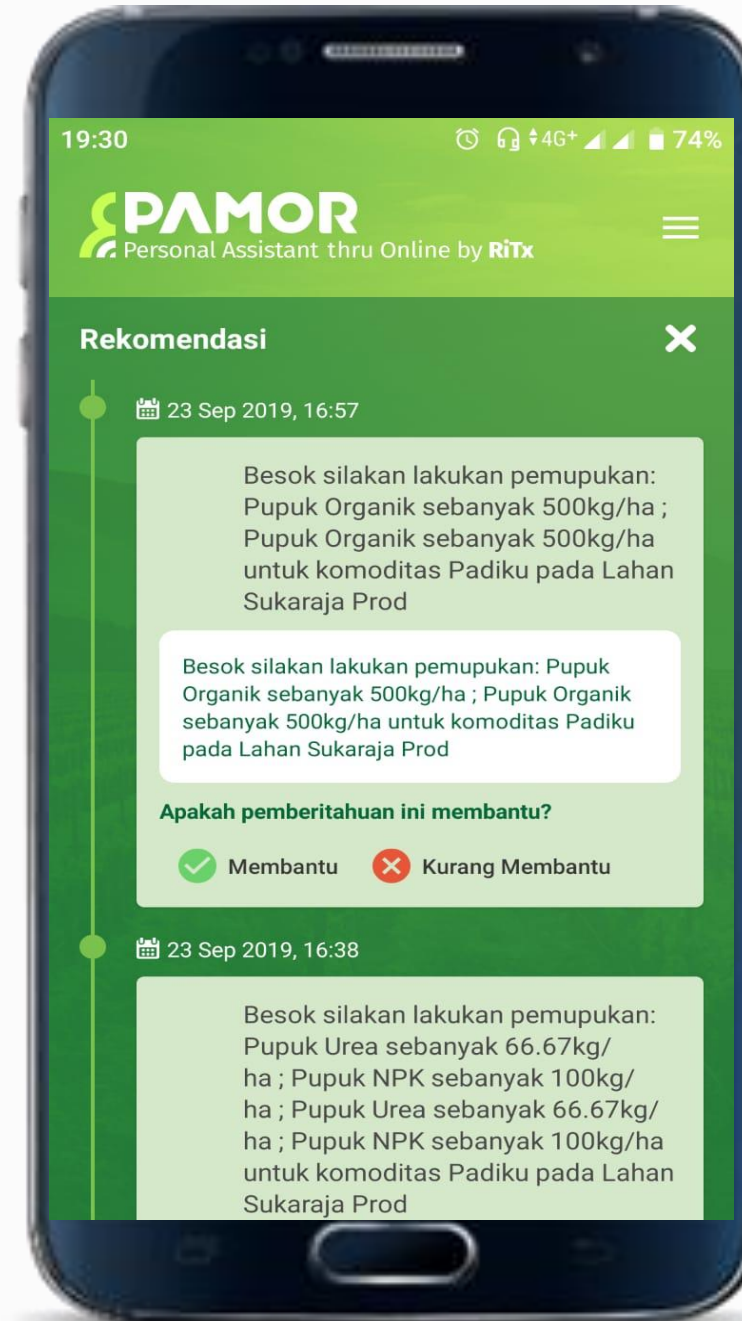 19:30 4G+ 74%
PAMOR
Personal Assistant thru Online by RiTx
Rekomendasi
23 Sep 2019, 16:57
Besok silakan lakukan pemupukan:
Pupuk Organik sebanyak 500kg/ha ;
Pupuk Organik sebanyak 500kg/ha
untuk komoditas Padiku pada Lahan
Sukaraja Prod
Besok silakan lakukan pemupukan: Pupuk
Organik sebanyak 500kg/ha ; Pupuk Organik
sebanyak 500kg/ha untuk komoditas Padiku
pada Lahan Sukaraja Prod
Apakah pemberitahuan ini membantu?
Membantu Kurang Membantu
23 Sep 2019, 16:38
Besok silakan lakukan pemupukan:
Pupuk Urea sebanyak 66.67kg/
ha ; Pupuk NPK sebanyak 100kg/
ha ; Pupuk Urea sebanyak 66.67kg/
ha ; Pupuk NPK sebanyak 100kg/ha
untuk komoditas Padiku pada Lahan
Sukaraja Prod